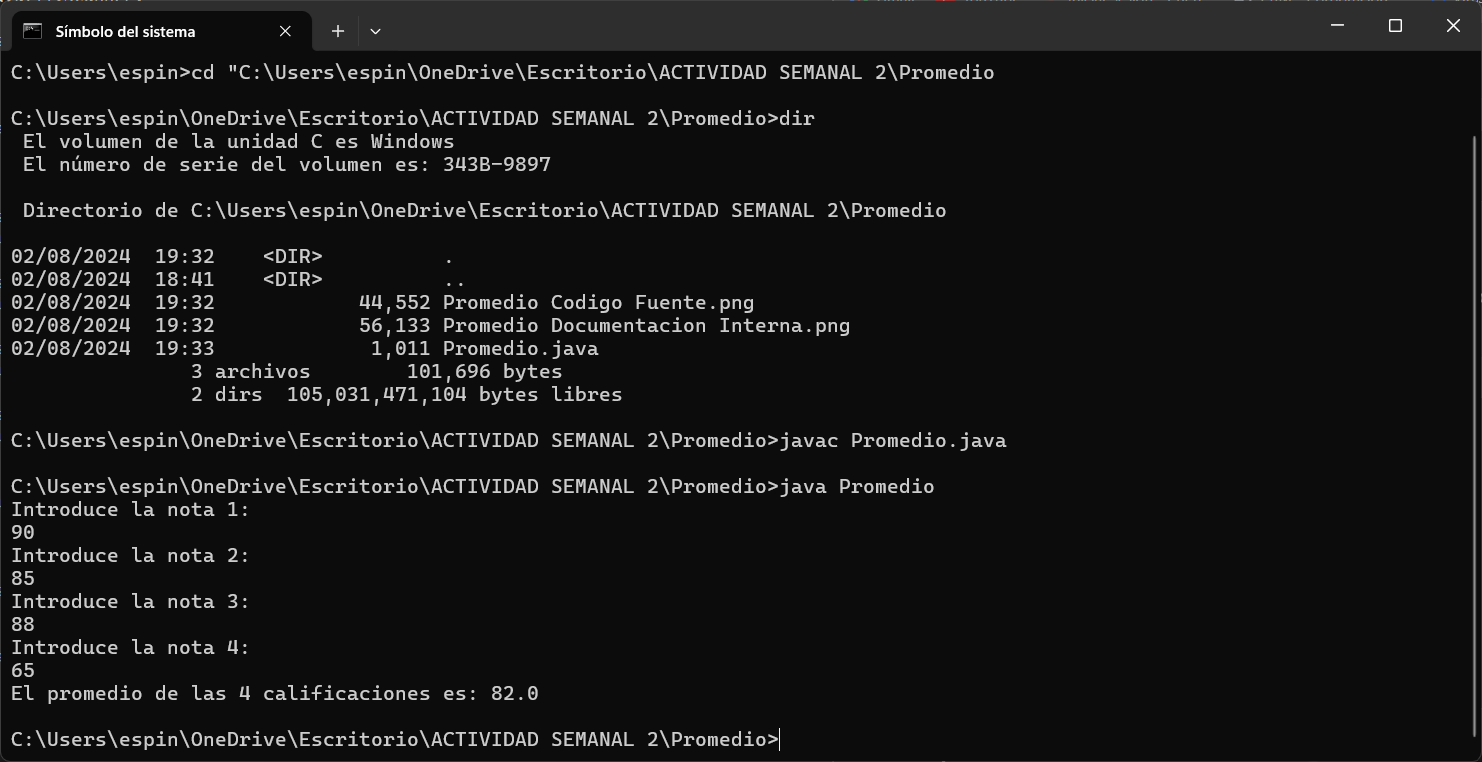 Símbolo del sistema
C:\Users\espin>cd "C:\Users\espin\OneDrive\Escritorio\ACTIVIDAD SEMANAL 2\Promedio
C:\Users\espin\OneDrive\Escritorio\ACTIVIDAD SEMANAL 2\Promedio>dir
 El volumen de la unidad C es Windows
 El número de serie del volumen es: 343B-9897
 Directorio de C:\Users\espin\OneDrive\Escritorio\ACTIVIDAD SEMANAL 2\Promedio
02/08/2024  19:32    <DIR>          .
02/08/2024  18:41    <DIR>          ..
02/08/2024  19:32            44,552 Promedio Codigo Fuente.png
02/08/2024  19:32            56,133 Promedio Documentacion Interna.png
02/08/2024  19:33             1,011 Promedio.java
               3 archivos        101,696 bytes
               2 dirs  105,031,471,104 bytes libres
C:\Users\espin\OneDrive\Escritorio\ACTIVIDAD SEMANAL 2\Promedio>javac Promedio.java
C:\Users\espin\OneDrive\Escritorio\ACTIVIDAD SEMANAL 2\Promedio>java Promedio
Introduce la nota 1:
90
Introduce la nota 2:
85
Introduce la nota 3:
88
Introduce la nota 4:
65
El promedio de las 4 calificaciones es: 82.0
C:\Users\espin\OneDrive\Escritorio\ACTIVIDAD SEMANAL 2\Promedio>